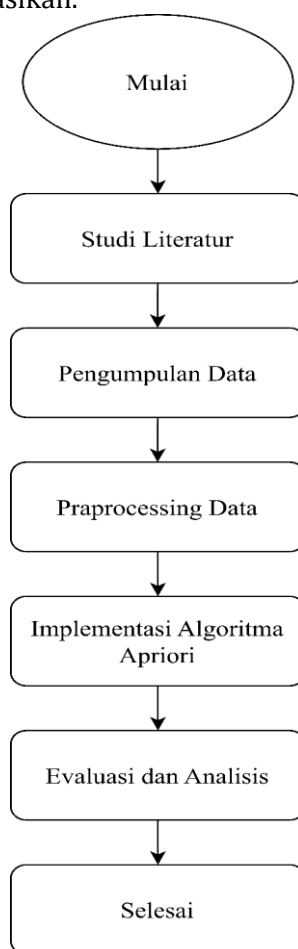 Mulai
Studi Literatur
Pengumpulan Data
Praprocessing Data
Implementasi Algoritma
Apriori
Evaluasi dan Analisis
Selesai